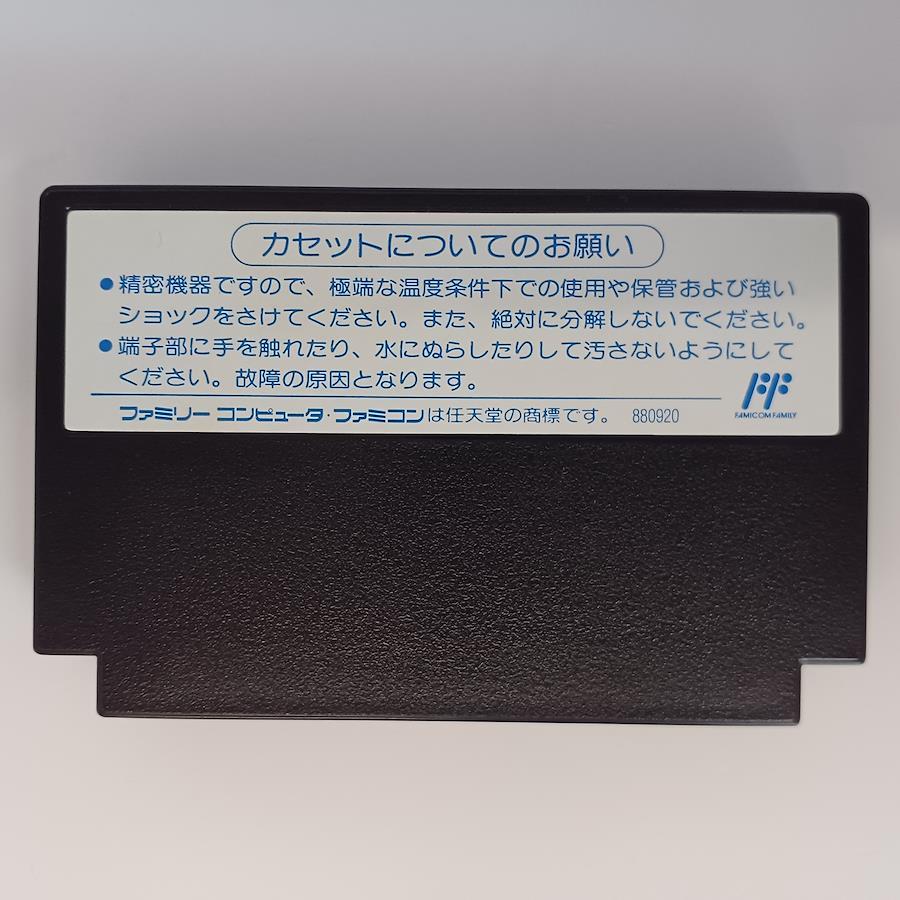 カセットについてのお願い
●精密機器ですので、極端な温度条件下での使用や保管および強い
ショックをさけてください。また、絶対に分解しないでください。
●端子部に手を触れたり、水にぬらしたりして汚さないようにして
ください。故障の原因となります。
FAMICOM FAMILY
ファミリー コンピュータ・ファミコンは任天堂の商標です。 880920